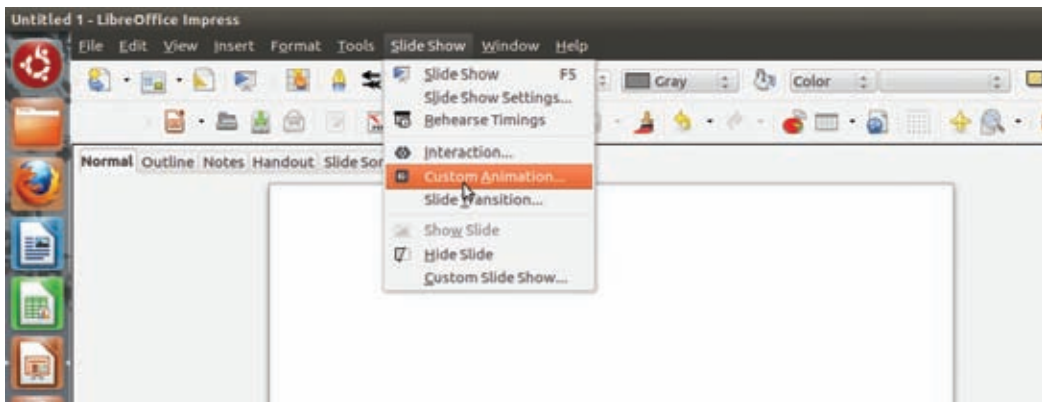 Untitled 1 - LibreOffice Impress
File Edit View Insert Format Tools Slide Show Window Help
Gray Color
Normal Outline Notes Handout Slide Sor
Slide Show F5
Slide Show Settings...
Rehearse Timings
Interaction...
Custom Animation...
Slide Transition...
Show Slide
Hide Slide
Custom Slide Show...